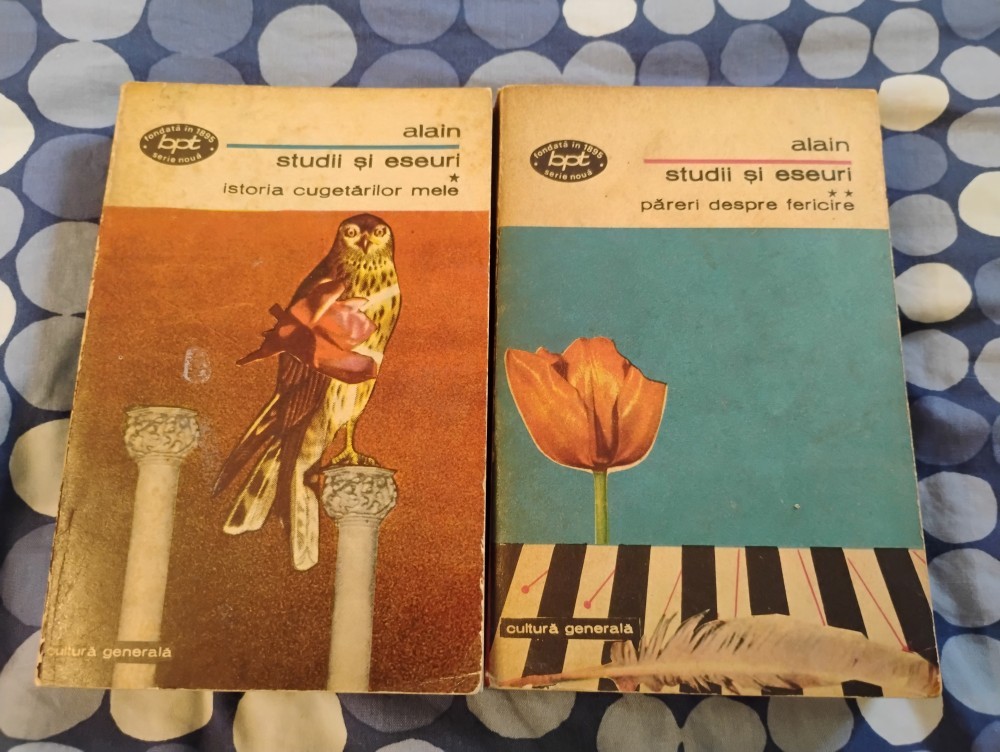 fondată în 1895
bpt
serie nouă
alain
studii și eseuri
*
istoria cugetărilor mele
cultură generală
fondată în 1895
bpt
serie nouă
alain
studii și eseuri
* *
păreri despre fericire
cultură generală